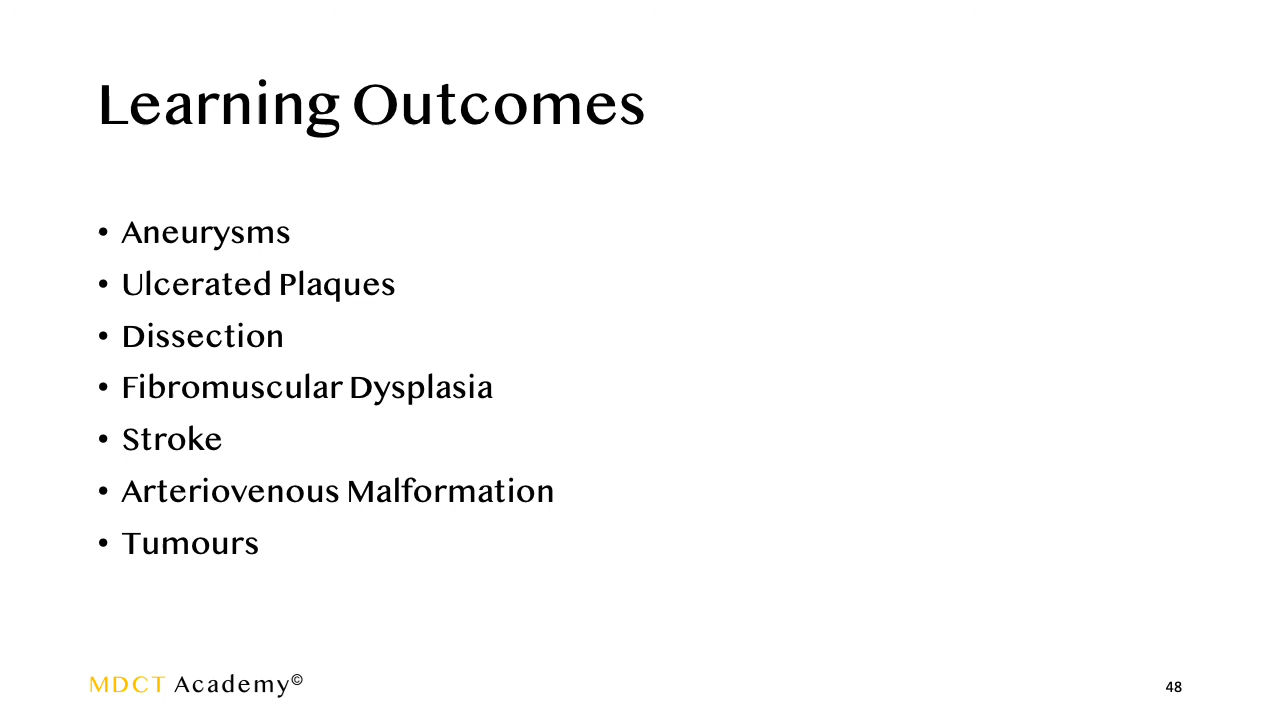 Learning Outcomes
• Aneurysms
• Ulcerated Plaques
• Dissection
• Fibromuscular Dysplasia
• Stroke
• Arteriovenous Malformation
• Tumours
MDCT Academy©
48